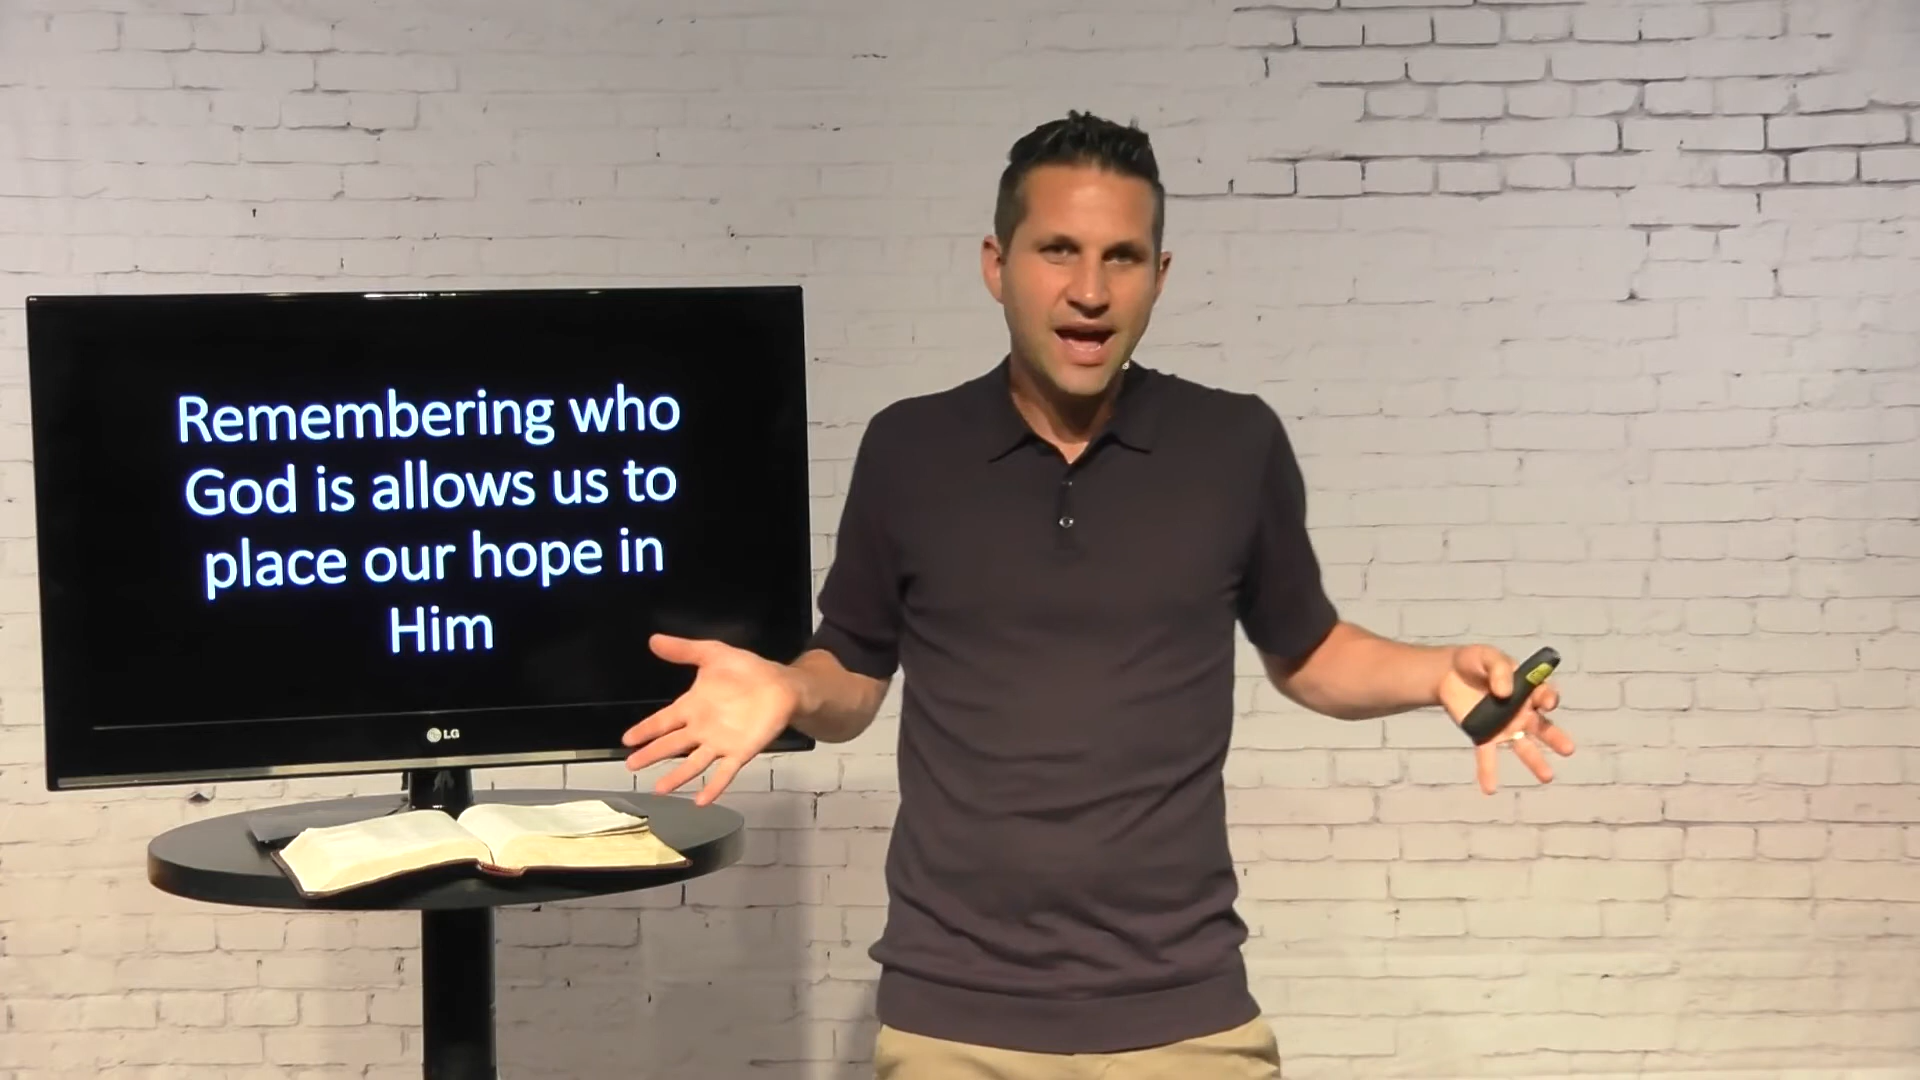 Remembering who
God is allows us to
place our hope in
Him
LG